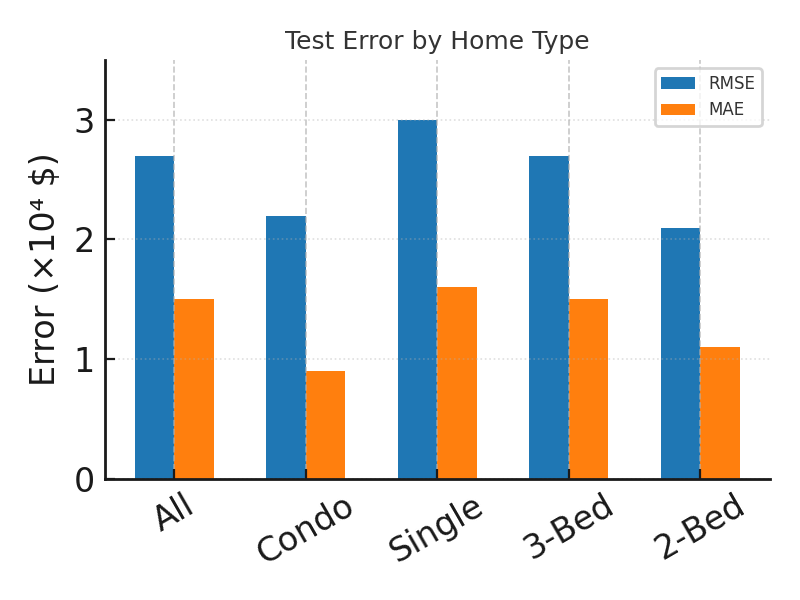 Test Error by Home Type
RMSE
MAE
Error (×10⁴ $)
3
2
1
0
All
Condo
Single
3-Bed
2-Bed